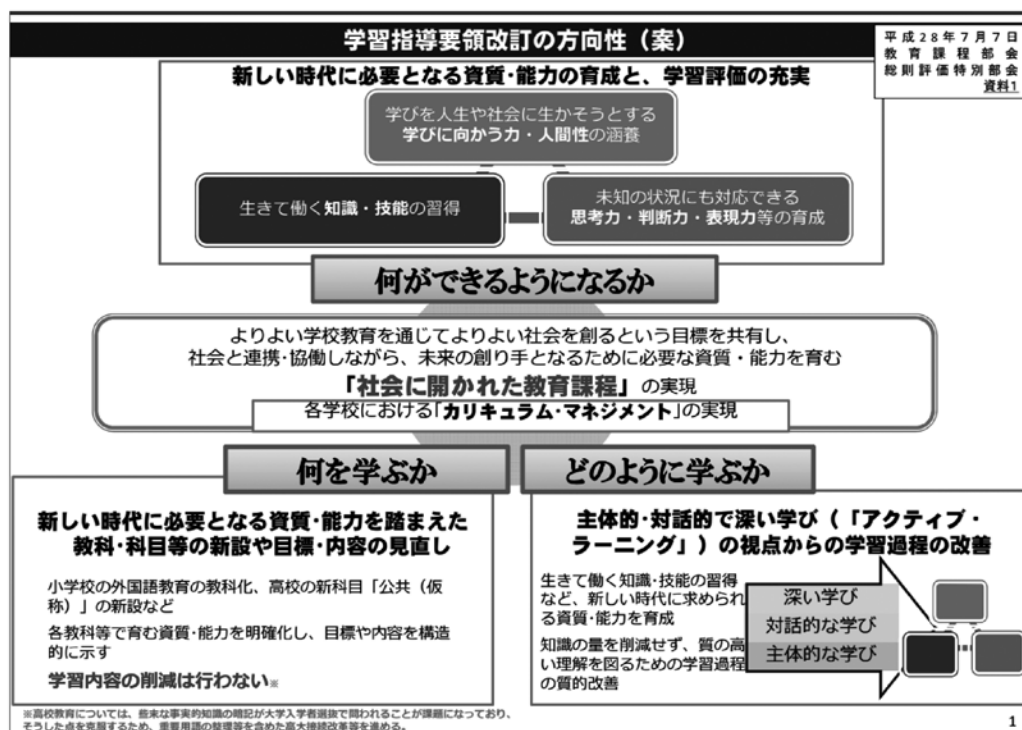 学習指導要領改訂の方向性（案）
平成28年7月7日
教育課程部会
総則評価特別部会
資料1
新しい時代に必要となる資質・能力の育成と、学習評価の充実
学びを人生や社会に生かそうとする
学びに向かう力・人間性の涵養
生きて働く知識・技能の習得
未知の状況にも対応できる
思考力・判断力・表現力等の育成
何ができるようになるか
よりよい学校教育を通じてよりよい社会を創るという目標を共有し、
社会と連携・協働しながら、未来の創り手となるために必要な資質・能力を育む
「社会に開かれた教育課程」の実現
各学校における「カリキュラム・マネジメント」の実現
何を学ぶか
新しい時代に必要となる資質・能力を踏まえた
教科・科目等の新設や目標・内容の見直し
小学校の外国語教育の教科化、高校の新科目「公共（仮
称）」の新設など
各教科等で育む資質・能力を明確化し、目標や内容を構造
的に示す
学習内容の削減は行わない※
どのように学ぶか
主体的・対話的で深い学び（「アクティブ・
ラーニング」）の視点からの学習過程の改善
生きて働く知識・技能の習得
など、新しい時代に求められ
る資質・能力を育成
知識の量を削減せず、質の高
い理解を図るための学習過程
の質的改善
深い学び
対話的な学び
主体的な学び
※高校教育については、些末な事実的知識の暗記が大学入学者選抜で問われることが課題になっており、
そうした点を克服するため、重要用語の整理等を含めた高大接続改革等を進める。
1